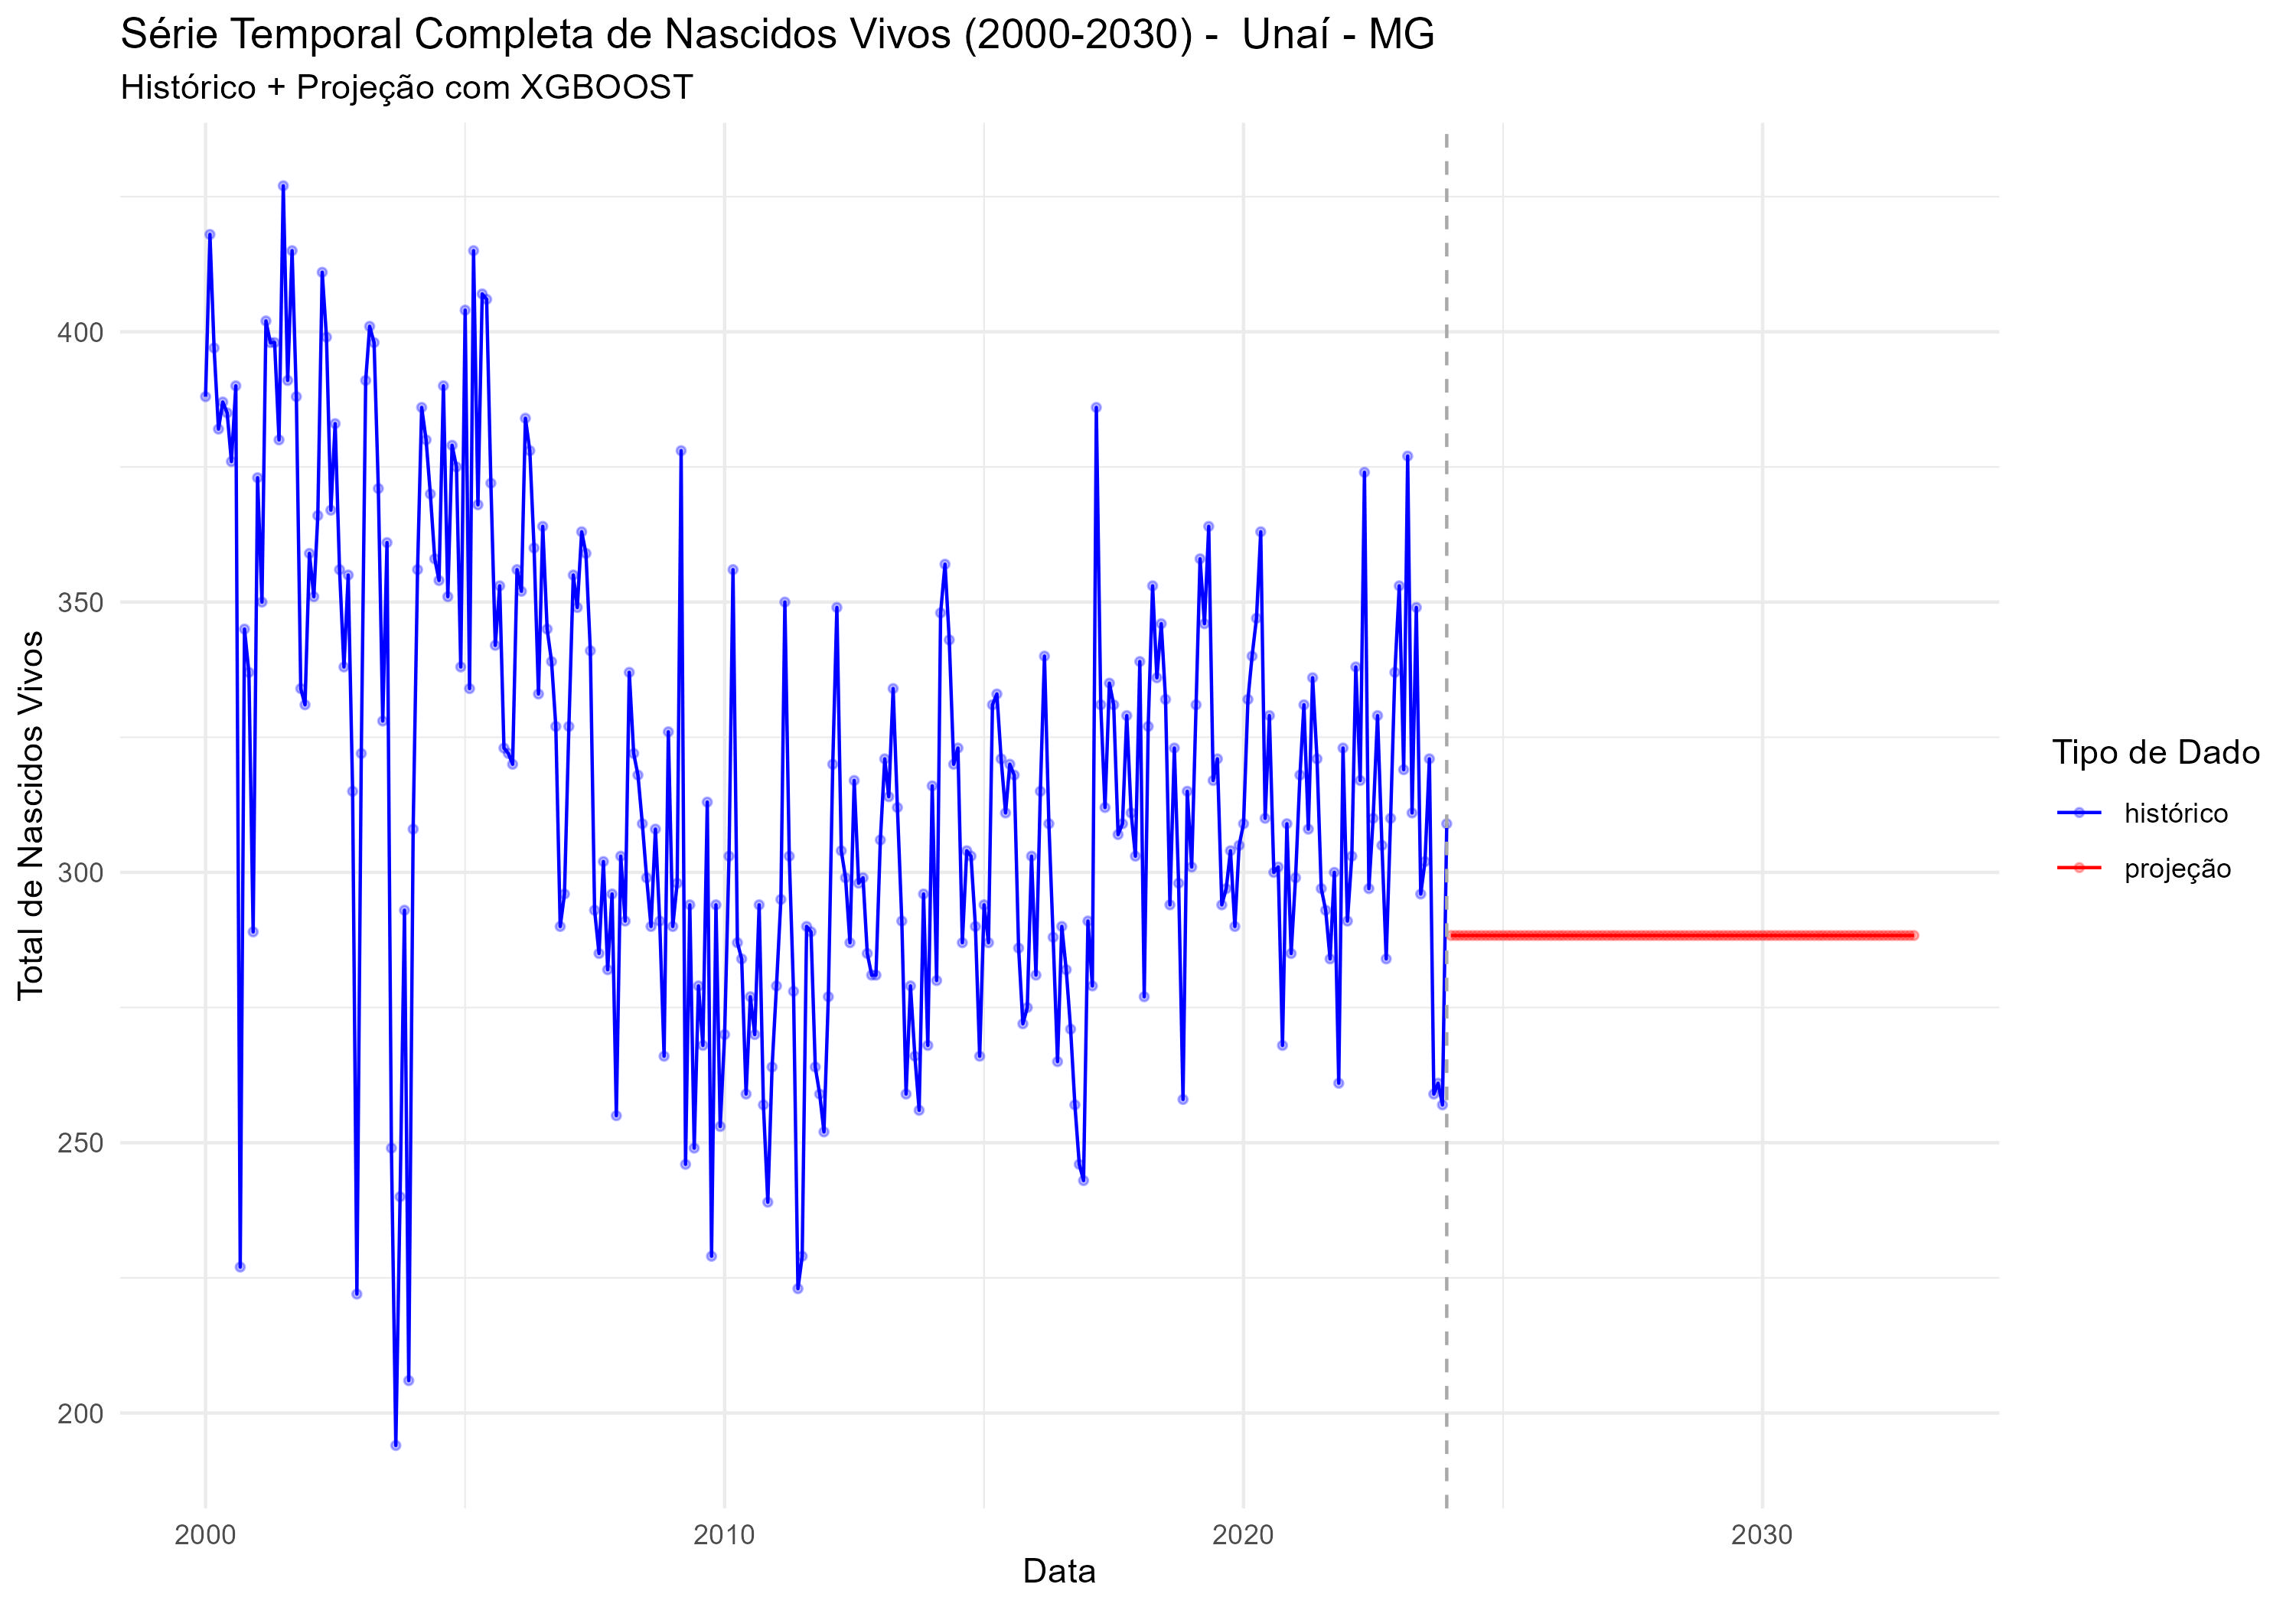 Série Temporal Completa de Nascidos Vivos (2000-2030) -  Unaí - MG
Histórico + Projeção com XGBOOST
Total de Nascidos Vivos
400
350
300
250
200
2000
2010
2020
2030
Data
Tipo de Dado
histórico
projeção